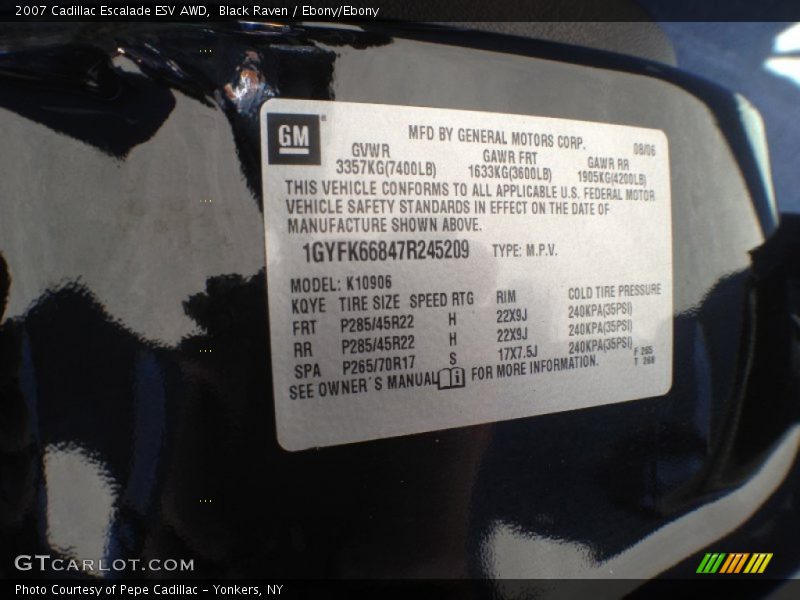 2007 Cadillac Escalade ESV AWD, Black Raven / Ebony/Ebony
GM®
MFD BY GENERAL MOTORS CORP. 08/06
GVWR GAWR FRT GAWR RR
3357KG(7400LB) 1633KG(3600LB) 1905KG(4200LB)
THIS VEHICLE CONFORMS TO ALL APPLICABLE U.S. FEDERAL MOTOR
VEHICLE SAFETY STANDARDS IN EFFECT ON THE DATE OF
MANUFACTURE SHOWN ABOVE.
1GYFK66847R245209 TYPE: M.P.V.
MODEL: K10906
KQYE TIRE SIZE SPEED RTG RIM COLD TIRE PRESSURE
FRT P285/45R22 H 22X9J 240KPA(35PSI)
RR P285/45R22 H 22X9J 240KPA(35PSI)
SPA P265/70R17 S 17X7.5J 240KPA(35PSI)
SEE OWNER'S MANUAL FOR MORE INFORMATION.
F 265
T 268
GTCARLOT.COM
Photo Courtesy of Pepe Cadillac - Yonkers, NY